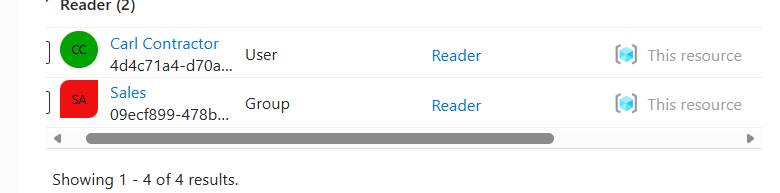 Reader (2)
CC Carl Contractor
4d4c71a4-d70a... User Reader This resource
SA Sales
09ecf899-478b... Group Reader This resource
Showing 1 - 4 of 4 results.